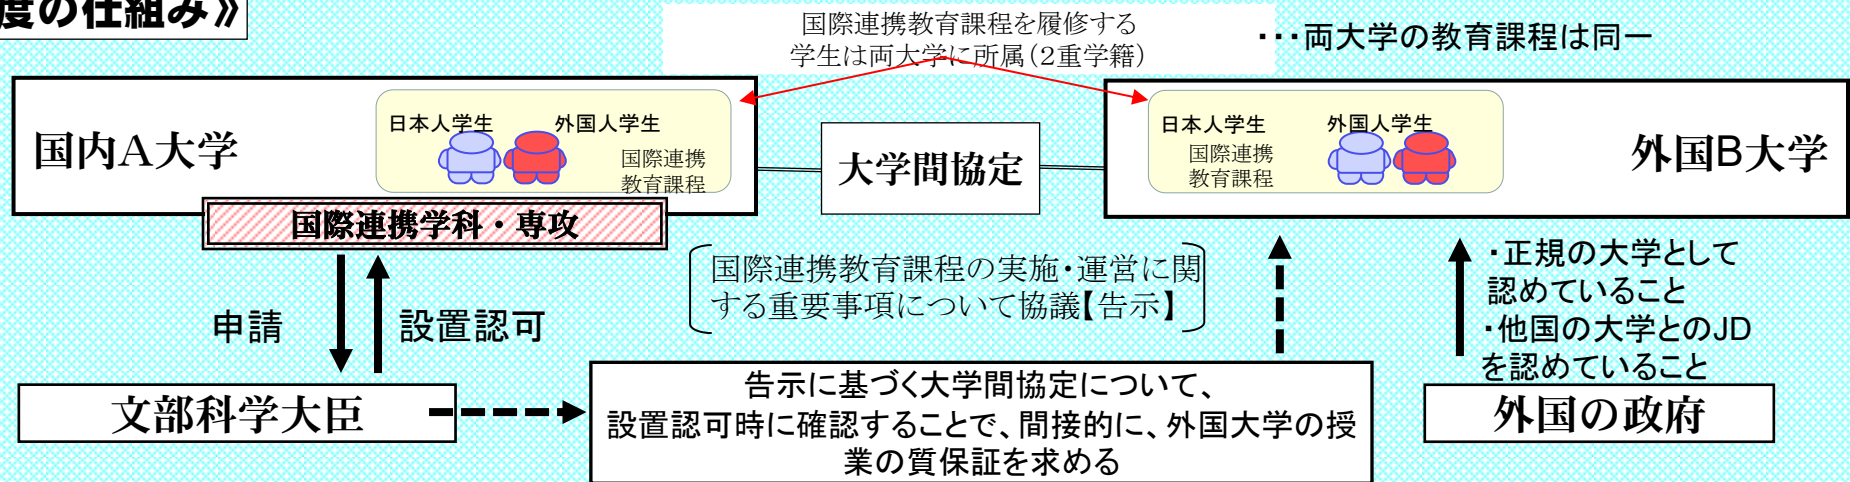 度の仕組み》
国際連携教育課程を履修する
学生は両大学に所属(2重学籍)
・・・両大学の教育課程は同一
国内A大学
日本人学生
外国人学生
国際連携
教育課程
国際連携学科・専攻
大学間協定
日本人学生
外国人学生
国際連携
教育課程
外国B大学
国際連携教育課程の実施・運営に関
する重要事項について協議【告示】
申請
設置認可
・正規の大学として
認めていること
・他国の大学とのJD
を認めていること
文部科学大臣
告示に基づく大学間協定について、
設置認可時に確認することで、間接的に、外国大学の授
業の質保証を求める
外国の政府